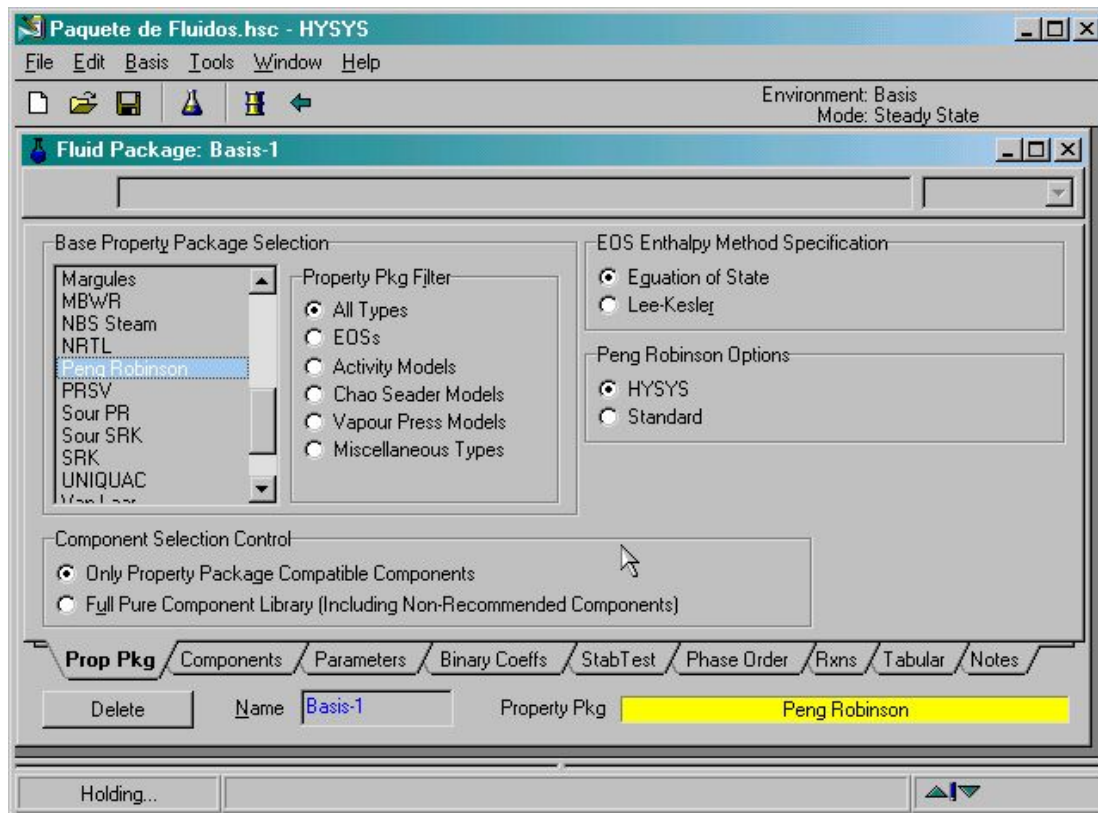 Paquete de Fluidos.hsc - HYSYS
File Edit Basis Tools Window Help
Environment: Basis
Mode: Steady State
Fluid Package: Basis-1
Base Property Package Selection
Margules
MBWR
NBS Steam
NRTL
Peng Robinson
PRSV
Sour PR
Sour SRK
SRK
UNIQUAC
Van Laar
Property Pkg Filter
All Types
EOSs
Activity Models
Chao Seader Models
Vapour Press Models
Miscellaneous Types
EOS Enthalpy Method Specification
Equation of State
Lee-Kesler
Peng Robinson Options
HYSYS
Standard
Component Selection Control
Only Property Package Compatible Components
Full Pure Component Library (Including Non-Recommended Components)
Prop Pkg Components Parameters Binary Coeffs StabTest Phase Order Rxns Tabular Notes
Delete Name Basis-1 Property Pkg Peng Robinson
Holding...